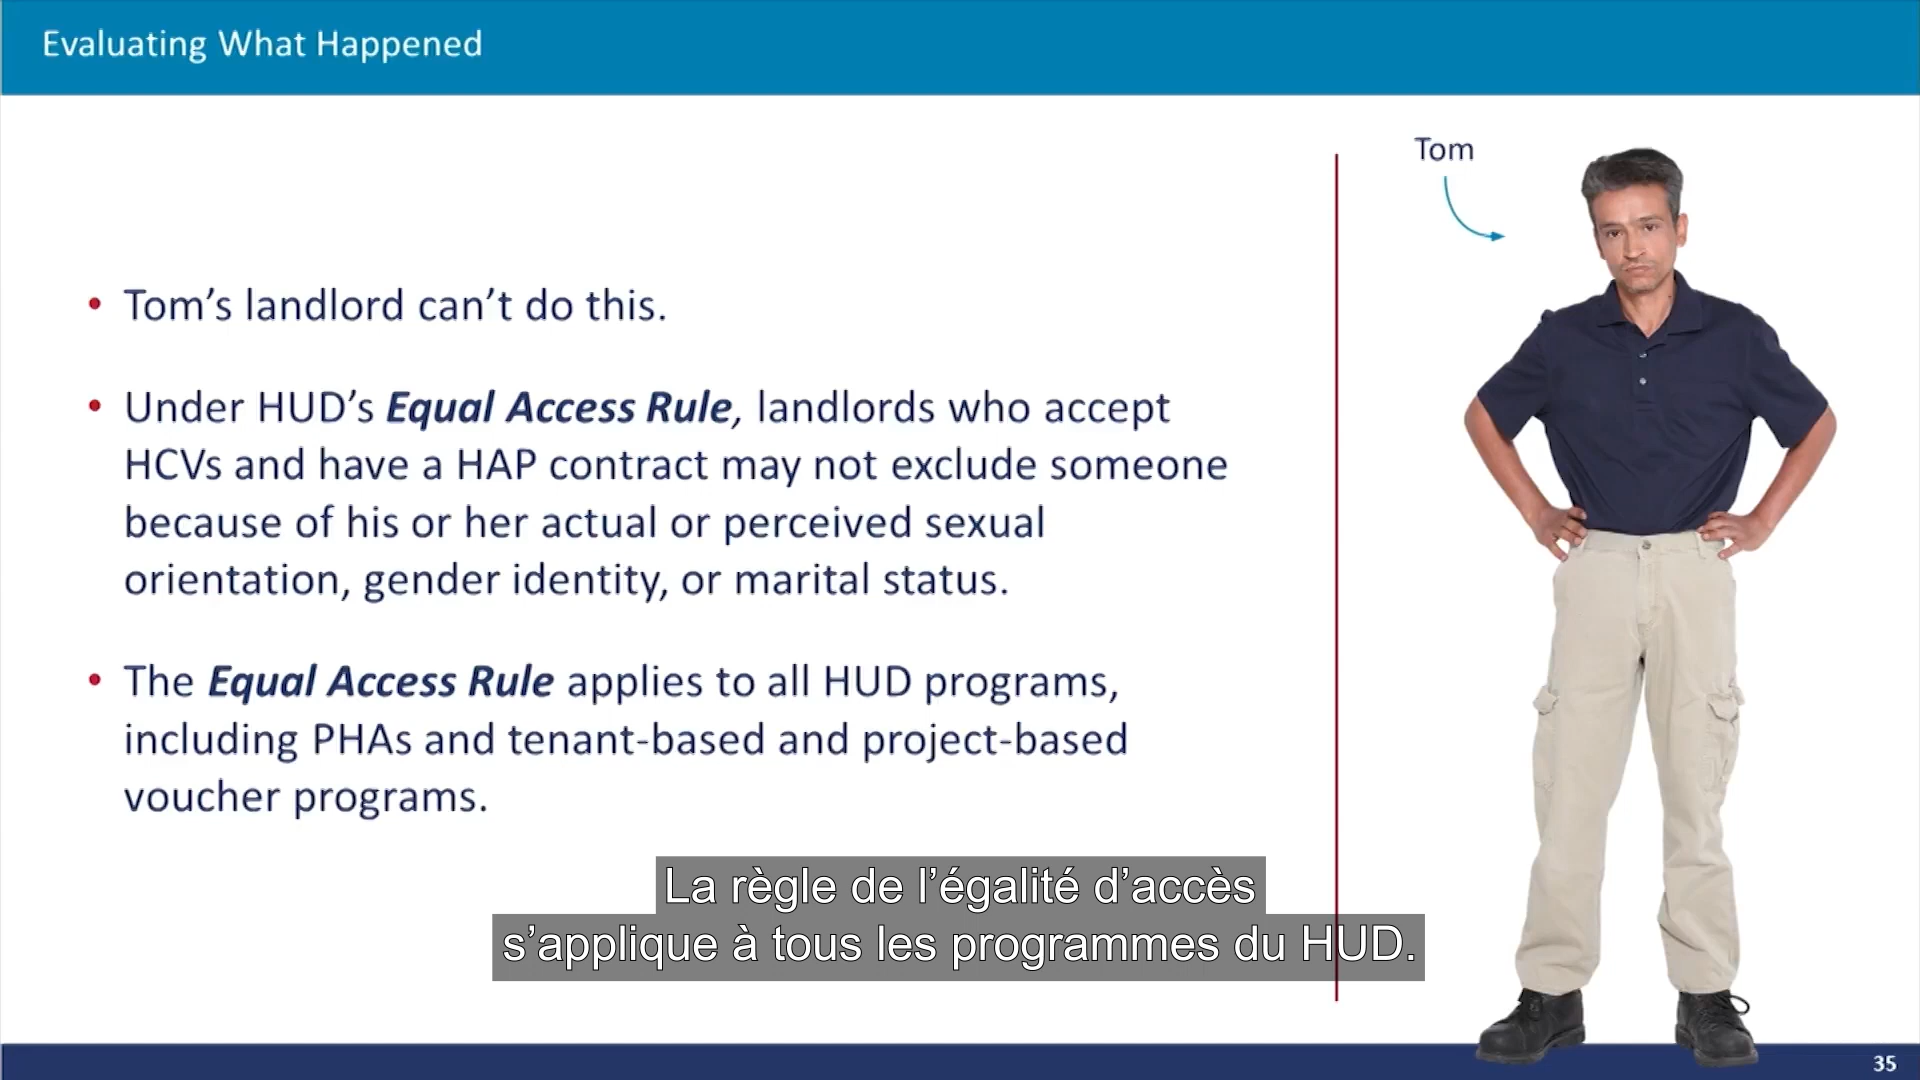 Evaluating What Happened
Tom
• Tom’s landlord can’t do this.
• Under HUD’s Equal Access Rule, landlords who accept
HCVs and have a HAP contract may not exclude someone
because of his or her actual or perceived sexual
orientation, gender identity, or marital status.
• The Equal Access Rule applies to all HUD programs,
including PHAs and tenant-based and project-based
voucher programs.
La règle de l’égalité d’accès
s’applique à tous les programmes du HUD.
35